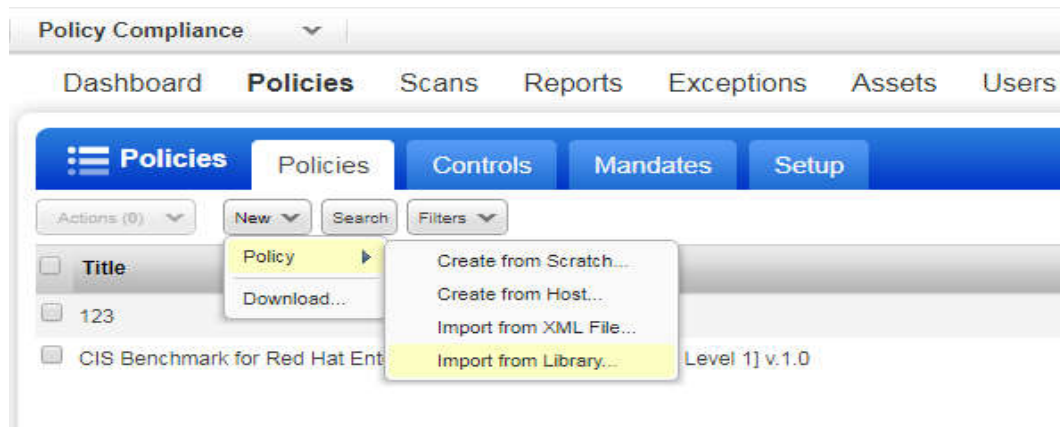 Policy Compliance
Dashboard Policies Scans Reports Exceptions Assets Users
Policies Policies Controls Mandates Setup
Actions (0) New Search Filters
Title
Policy
Download...
Create from Scratch...
Create from Host...
Import from XML File...
Import from Library...
123
CIS Benchmark for Red Hat Ent Level 1] v.1.0